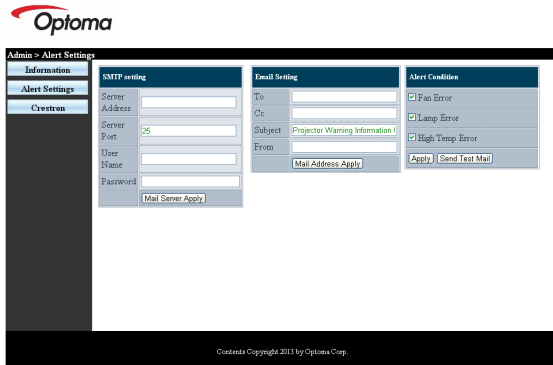 Optoma
Admin > Alert Settings
Information
Alert Settings
Crestron
SMTP setting
Server Address
Server Port
25
User Name
Password
Mail Server Apply
Email Setting
To
Cc
Subject
Projector Warning Information !
From
Mail Address Apply
Alert Condition
Fan Error
Lamp Error
High Temp Error
Apply
Send Test Mail
Contents Copyright 2013 by Optoma Corp.